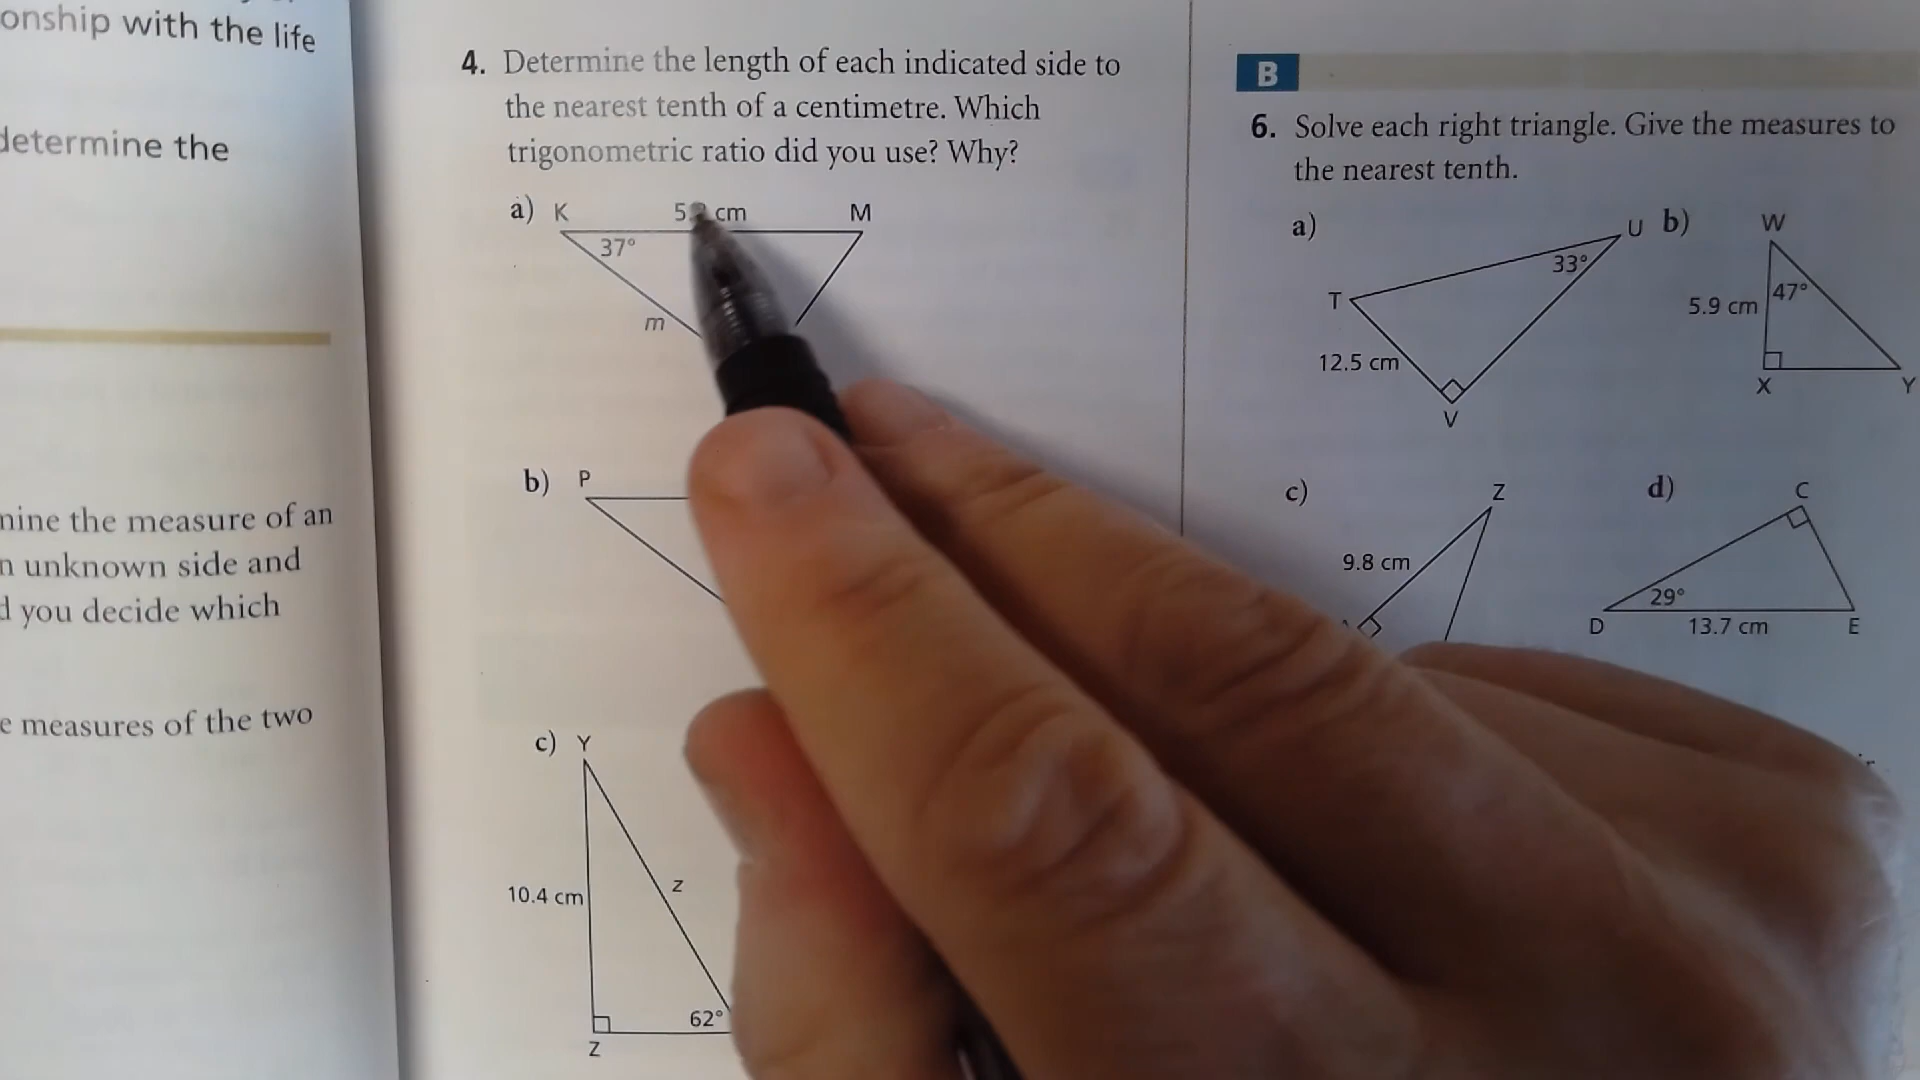 onship with the life
determine the
mine the measure of an
n unknown side and
d you decide which
e measures of the two
4. Determine the length of each indicated side to
the nearest tenth of a centimetre. Which
trigonometric ratio did you use? Why?
a) K cm M
37°
m
b) P
c) Y
10.4 cm z
62°
Z
B
6. Solve each right triangle. Give the measures to
the nearest tenth.
a) U
33°
T
12.5 cm
V
b) W
47°
5.9 cm
X Y
c) Z
9.8 cm
d) C
29°
D 13.7 cm E